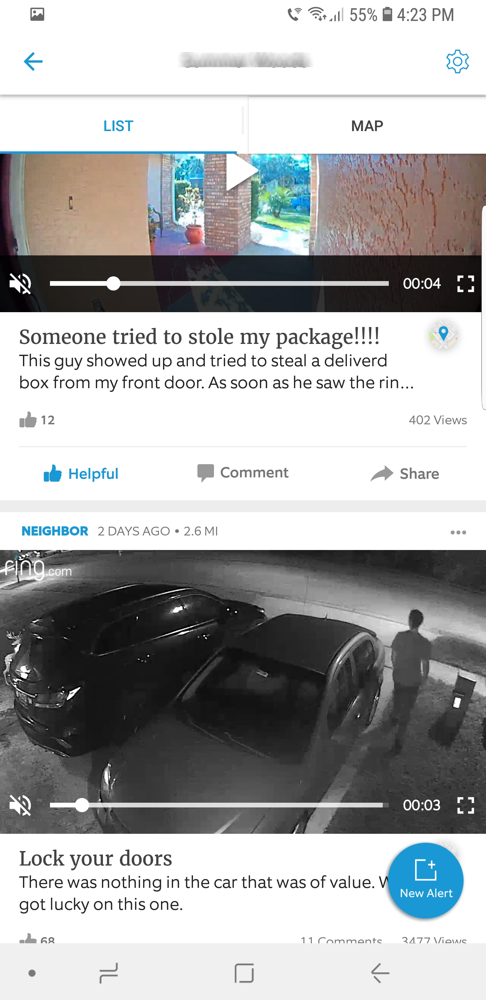 55% 4:23 PM
LIST
MAP
00:04
Someone tried to stole my package!!!!
This guy showed up and tried to steal a deliverd
box from my front door. As soon as he saw the rin...
12
402 Views
Helpful
Comment
Share
NEIGHBOR 2 DAYS AGO • 2.6 MI
ring.com
00:03
Lock your doors
There was nothing in the car that was of value.
got lucky on this one.
New Alert
68
11 Comments
3477 Views